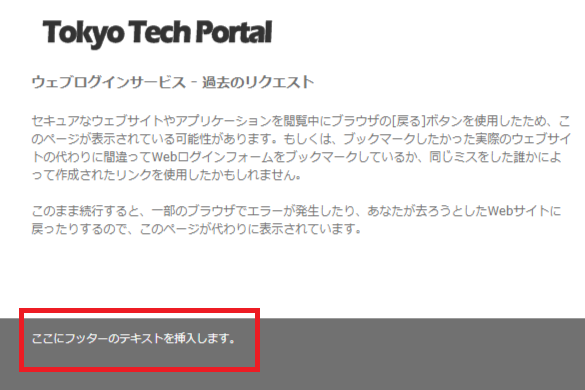 Tokyo Tech Portal
ウェブログインサービス - 過去のリクエスト
セキュアなウェブサイトやアプリケーションを閲覧中にブラウザの[戻る]ボタンを使用したため、こ
のページが表示されている可能性があります。もしくは、ブックマークしたかった実際のウェブサイ
トの代わりに間違ってWebログインフォームをブックマークしているか、同じミスをした誰かによ
って作成されたリンクを使用したかもしれません。
このまま続行すると、一部のブラウザでエラーが発生したり、あなたが去ろうとしたWebサイトに
戻ったりするので、このページが代わりに表示されています。
ここにフッターのテキストを挿入します。